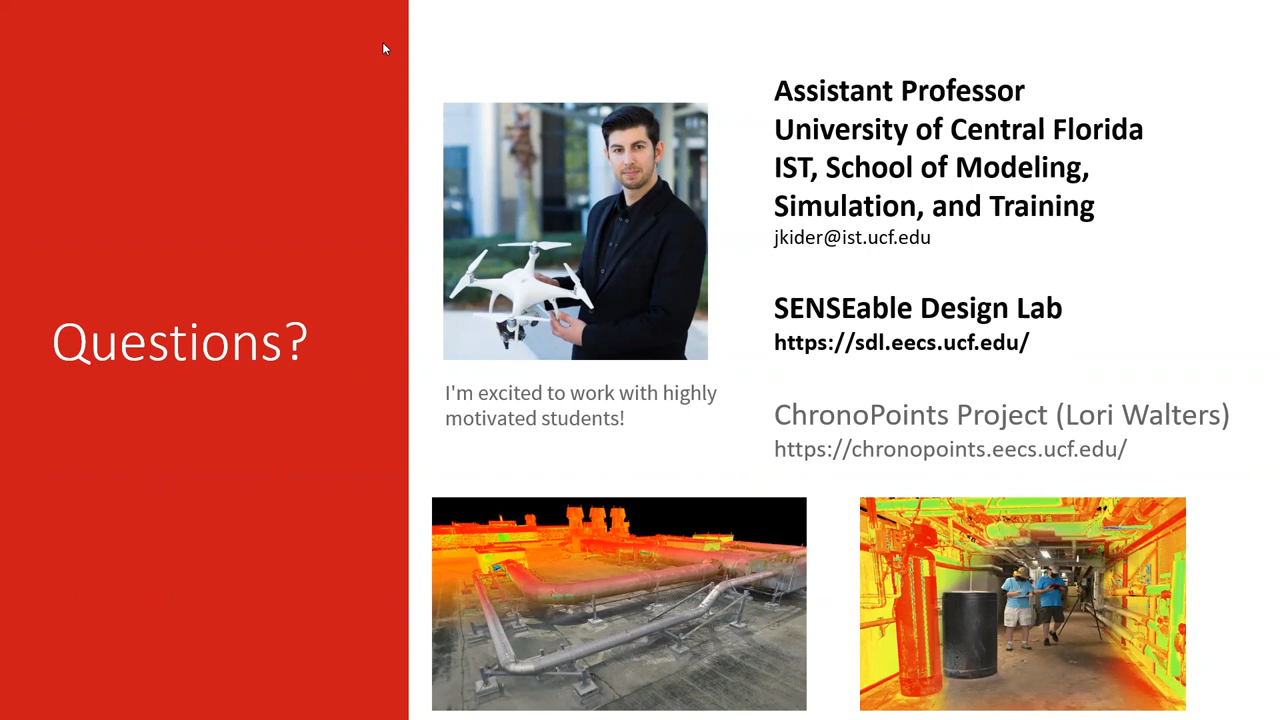 Questions?
I'm excited to work with highly
motivated students!
Assistant Professor
University of Central Florida
IST, School of Modeling,
Simulation, and Training
jkider@ist.ucf.edu
SENSEable Design Lab
https://sdl.eecs.ucf.edu/
ChronoPoints Project (Lori Walters)
https://chronopoints.eecs.ucf.edu/